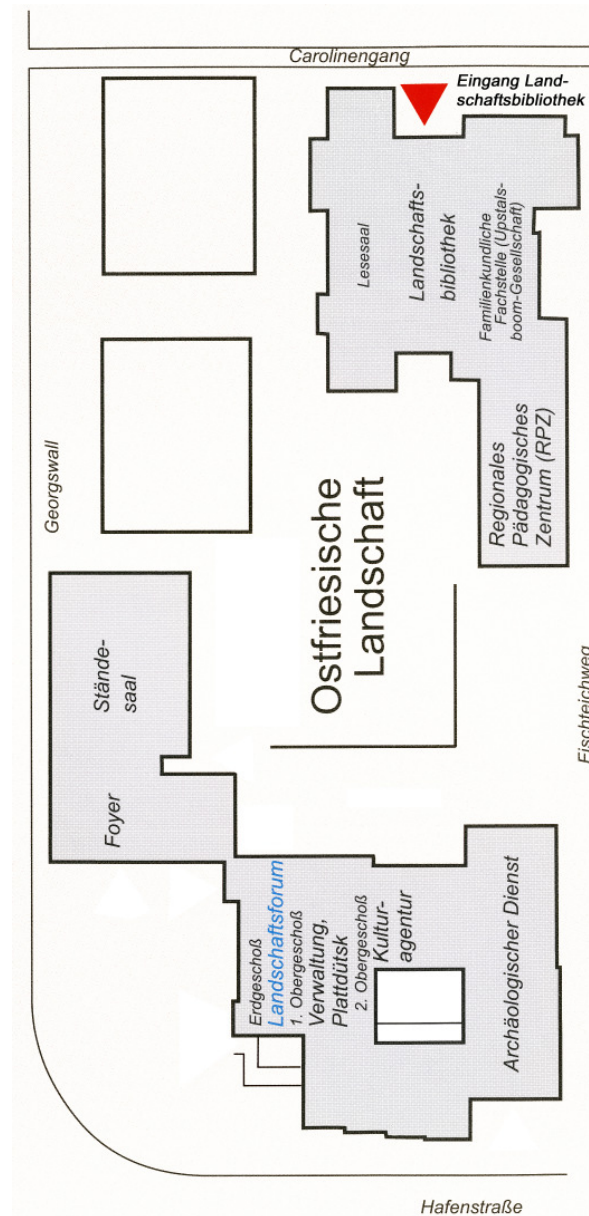 Carolinengang
Eingang Land-
schaftsbibliothek
Lesesaal
Landschafts-
bibliothek
Familienkundliche
Fachstelle (Upstals-
boom-Gesellschaft)
Regionales
Pädagogisches
Zentrum (RPZ)
Georgswall
Ostfriesische
Landschaft
Fischteichweg
Stände-
saal
Foyer
Erdgeschoß
Landschaftsforum
1. Obergeschoß
Verwaltung,
Plattdütsk
2. Obergeschoß
Kultur-
agentur
Archäologischer Dienst
Hafenstraße